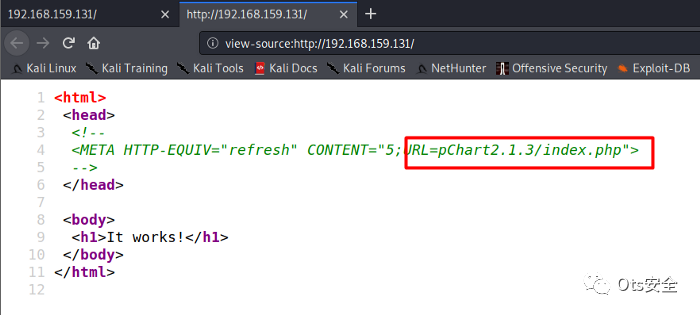 192.168.159.131/ http://192.168.159.131/
view-source:http://192.168.159.131/
Kali Linux Kali Training Kali Tools Kali Docs Kali Forums NetHunter Offensive Security Exploit-DB
1 <html>
2 <head>
3 <!--
4 <META HTTP-EQUIV="refresh" CONTENT="5;URL=pChart2.1.3/index.php">
5 -->
6 </head>
7
8 <body>
9 <h1>It works!</h1>
10 </body>
11 </html>
12
Ots安全